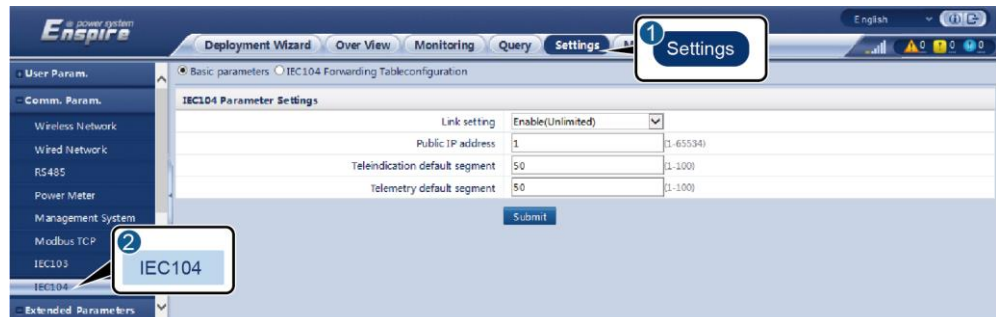 e power system
Enspire
English
Deployment Wizard Over View Monitoring Query Settings M
1
Settings
0 0 0
User Param.
Comm. Param.
Wireless Network
Wired Network
RS485
Power Meter
Management System
Modbus TCP
IEC103
IEC104
Extended Parameters
2
IEC104
Basic parameters IEC104 Forwarding Tableconfiguration
IEC104 Parameter Settings
Link setting Enable(Unlimited)
Public IP address 1 (1-65534)
Teleindication default segment 50 (1-100)
Telemetry default segment 50 (1-100)
Submit